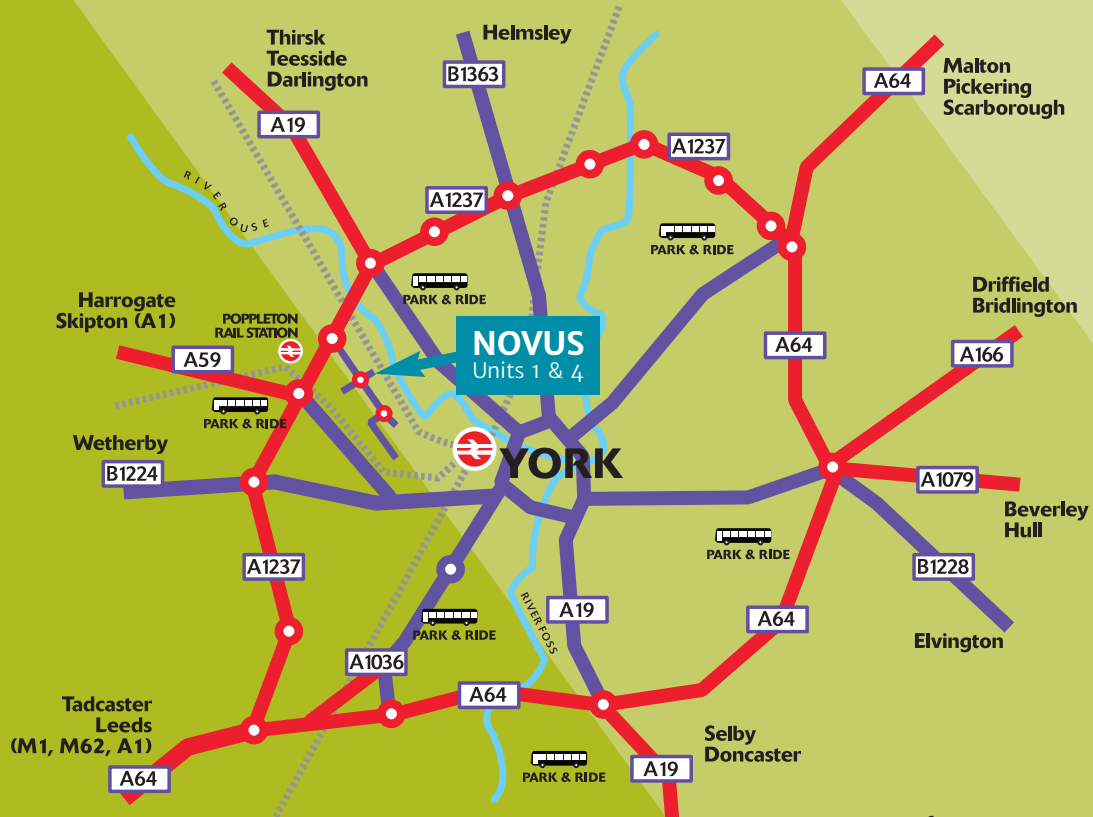 Thirsk
Teesside
Darlington
Helmsley
B1363
A64
Malton
Pickering
Scarborough
A19
A1237
RIVER OUSE
A1237
PARK & RIDE
PARK & RIDE
Harrogate
Skipton (A1)
POPPLETON
RAIL STATION
NOVUS
Units 1 & 4
Driffield
Bridlington
A59
A64
A166
PARK & RIDE
Wetherby
B1224
YORK
A1079
Beverley
Hull
PARK & RIDE
A1237
B1228
RIVER FOSS
A19
A64
PARK & RIDE
Elvington
A1036
A64
Tadcaster
Leeds
(M1, M62, A1)
A64
Selby
Doncaster
A19
PARK & RIDE